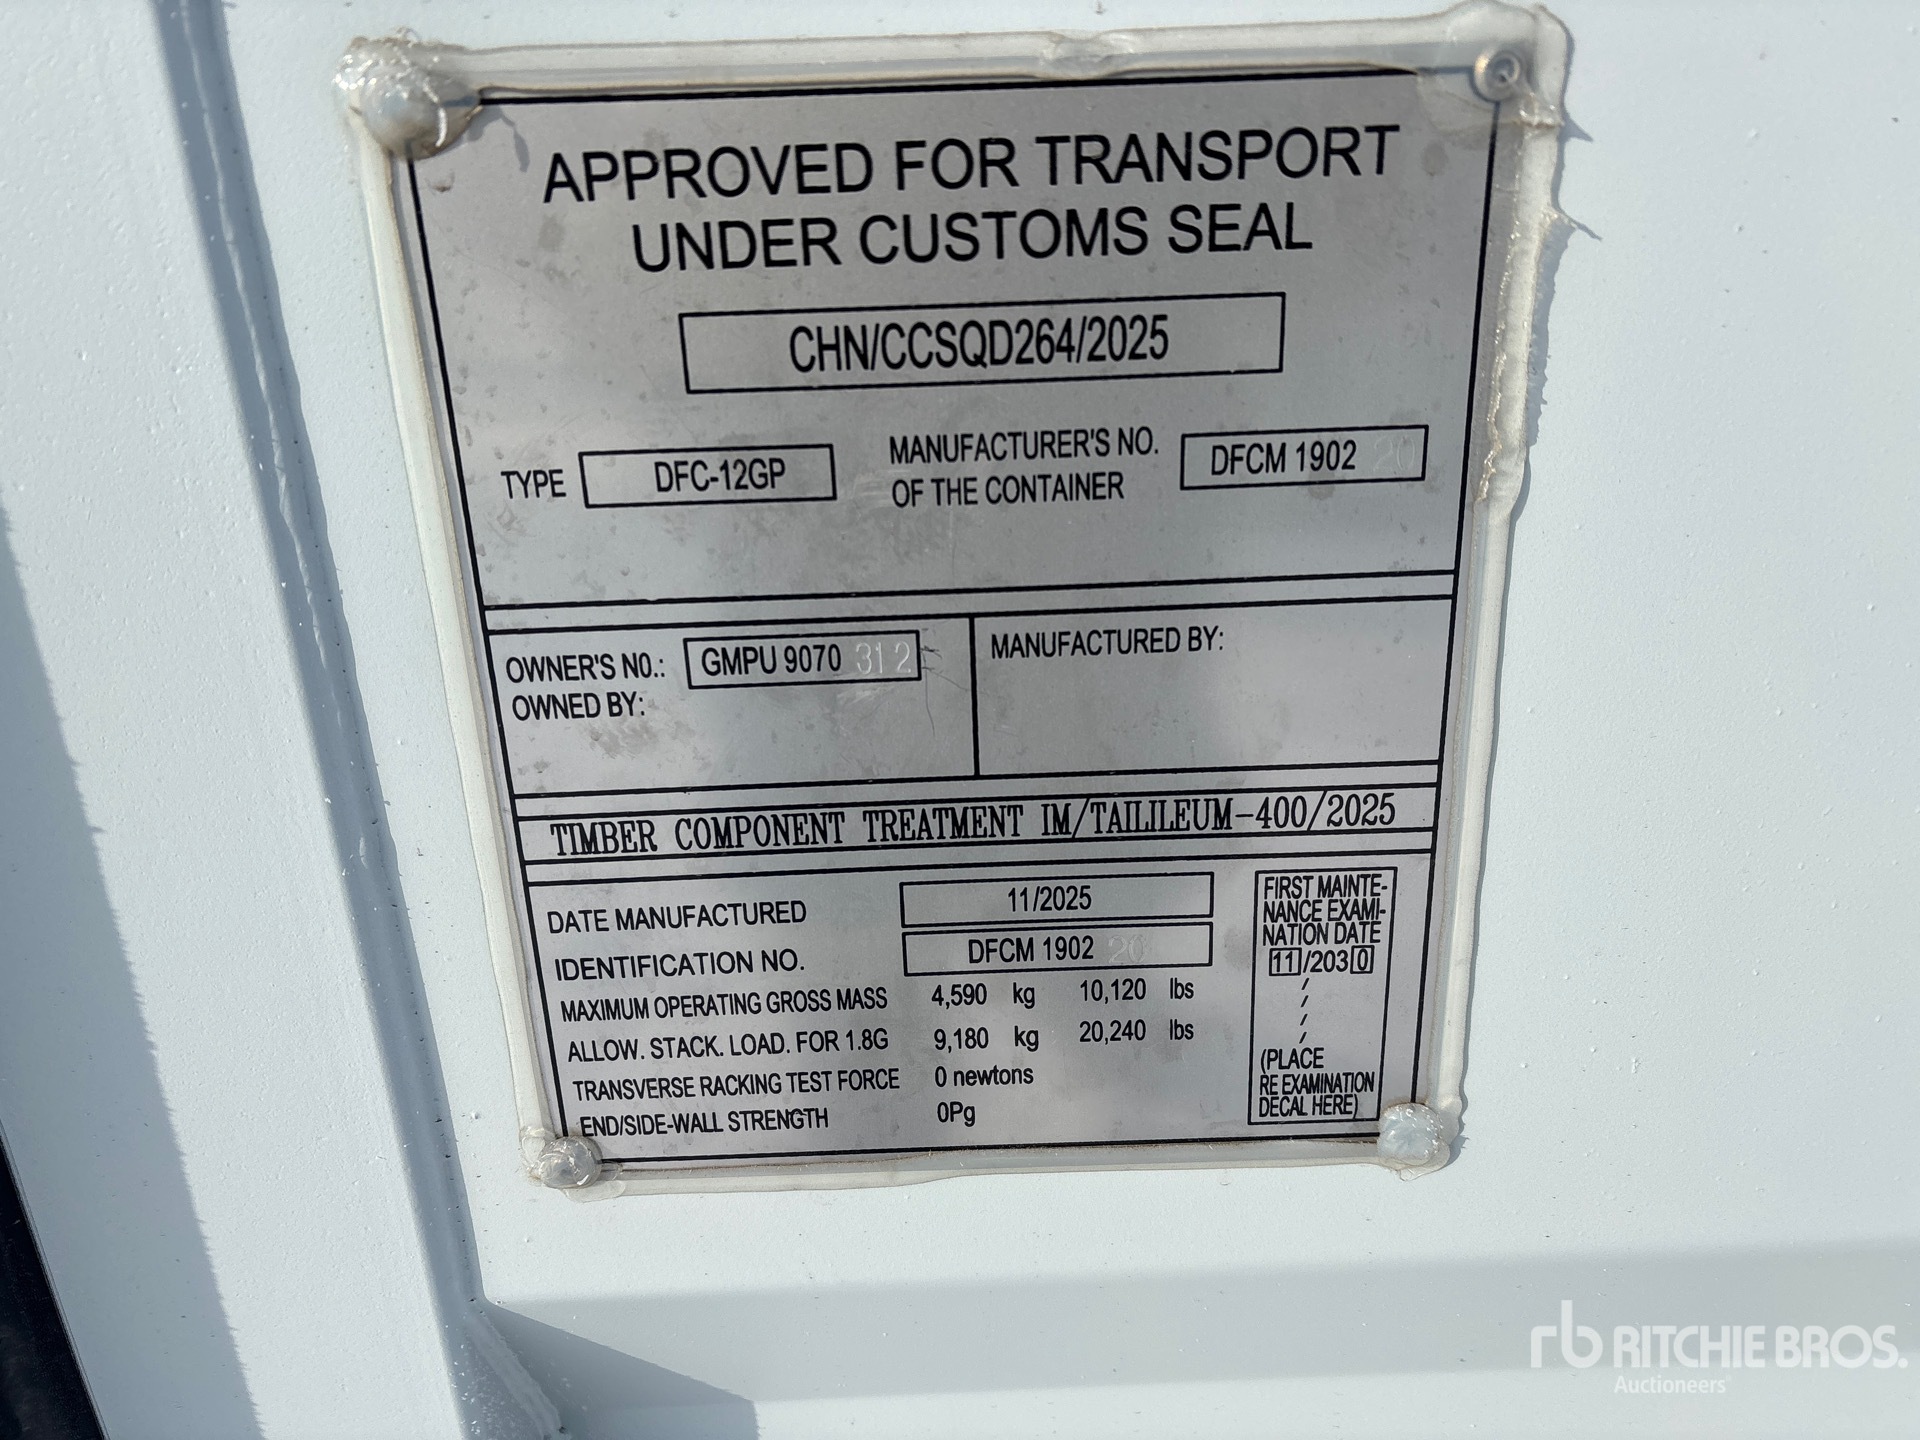 APPROVED FOR TRANSPORT
UNDER CUSTOMS SEAL
CHN/CCSQD264/2025
TYPE DFC-12GP
MANUFACTURER'S NO.
OF THE CONTAINER
DFCM 1902 20
OWNER'S NO.: GMPU 9070 312
OWNED BY:
MANUFACTURED BY:
TIMBER COMPONENT TREATMENT IM/TAILILEUM-400/2025
DATE MANUFACTURED 11/2025
IDENTIFICATION NO. DFCM 1902 20
MAXIMUM OPERATING GROSS MASS 4,590 kg 10,120 lbs
ALLOW. STACK. LOAD. FOR 1.8G 9,180 kg 20,240 lbs
TRANSVERSE RACKING TEST FORCE 0 newtons
END/SIDE-WALL STRENGTH 0Pg
FIRST MAINTE-
NANCE EXAMI-
NATION DATE
11/2030
/
/
/
(PLACE
RE EXAMINATION
DECAL HERE)
rb RITCHIE BROS.
Auctioneers